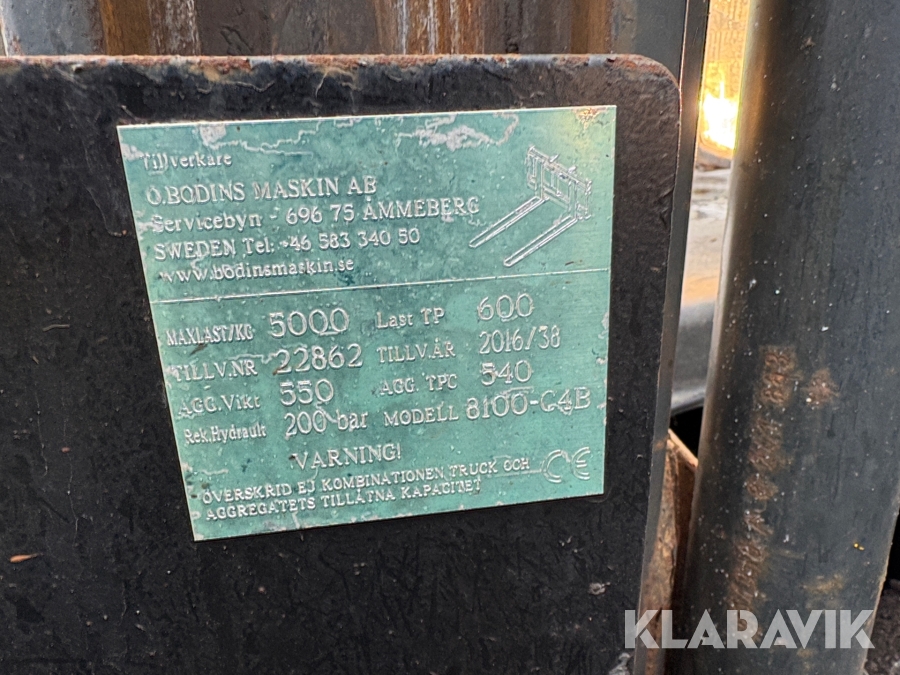 Tillverkare
Ö.BODINS MASKIN AB
Servicebyn - 696 75 ÅMMEBERG
SWEDEN Tel: +46 583 340 50
www.bodinsmaskin.se
MAXLAST/KG 5000 Last TP 600
TILLV.NR 22862 TILLV.ÅR 2016/38
AGG.Vikt 550 AGG. TPC 540
Rek.Hydrault 200 bar MODELL 8100-C4B
VARNING!
ÖVERSKRID EJ KOMBINATIONEN TRUCK OCH
AGGREGATETS TILLÅTNA KAPACITET
CE
KLARAVIK